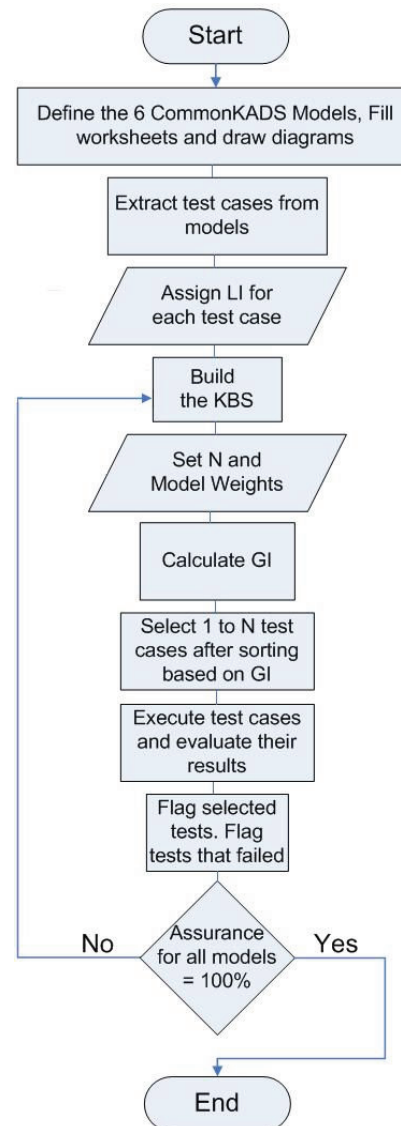 Start
Define the 6 CommonKADS Models, Fill
worksheets and draw diagrams
Extract test cases from
models
Assign LI for
each test case
Build
the KBS
Set N and
Model Weights
Calculate GI
Select 1 to N test
cases after sorting
based on GI
Execute test cases
and evaluate their
results
Flag selected
tests. Flag
tests that failed
No
Assurance
for all models
= 100%
Yes
End